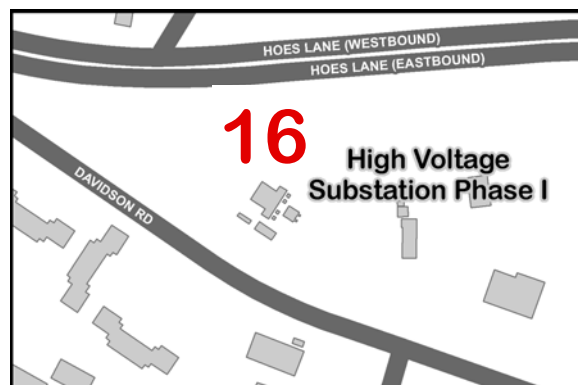 HOES LANE (WESTBOUND)
HOES LANE (EASTBOUND)
16
High Voltage
Substation Phase I
DAVIDSON RD